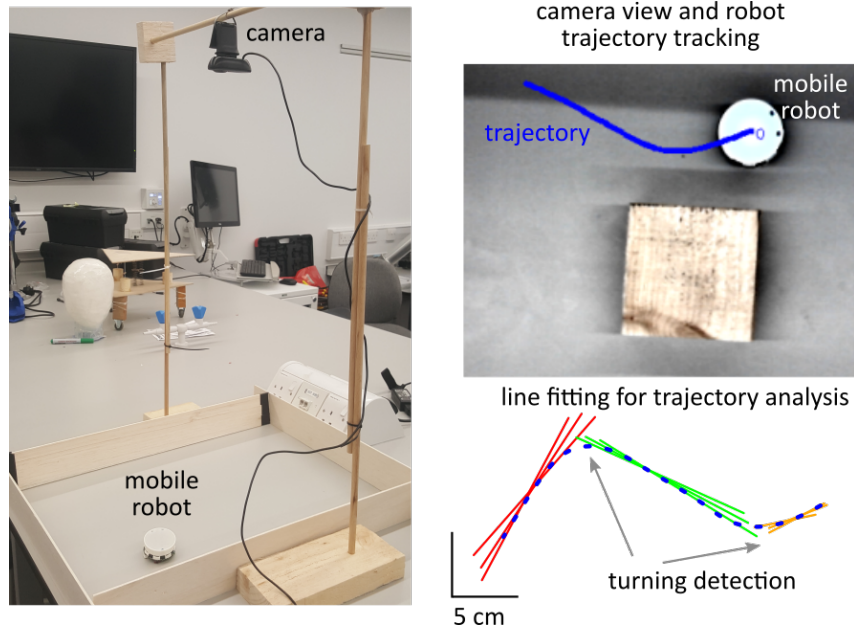 camera
mobile
robot
camera view and robot
trajectory tracking
mobile
robot
trajectory
line fitting for trajectory analysis
turning detection
5 cm